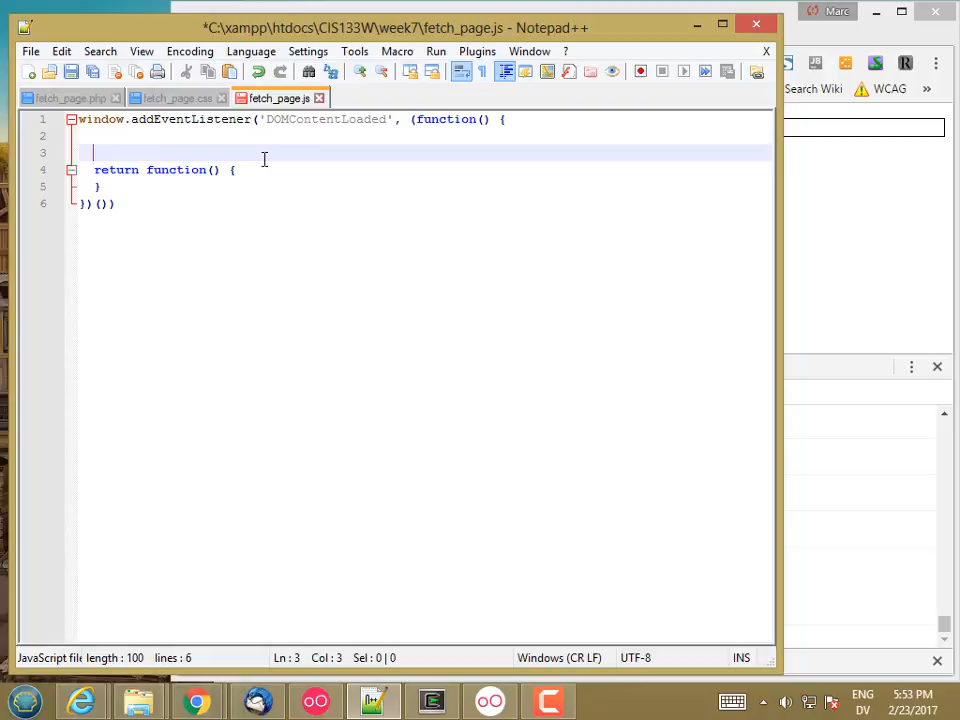 Marc
*C:\xampp\htdocs\CIS133W\week7\fetch_page.js - Notepad++
File Edit Search View Encoding Language Settings Tools Macro Run Plugins Window ? X
fetch_page.php fetch_page.css fetch_page.js
Search Wiki WCAG »
1 window.addEventListener('DOMContentLoaded', (function() {
2
3
4 return function() {
5 }
6 })())
JavaScript file length : 100 lines : 6 Ln : 3 Col : 3 Sel : 0 | 0 Windows (CR LF) UTF-8 INS
ENG 5:53 PM
DV 2/23/2017